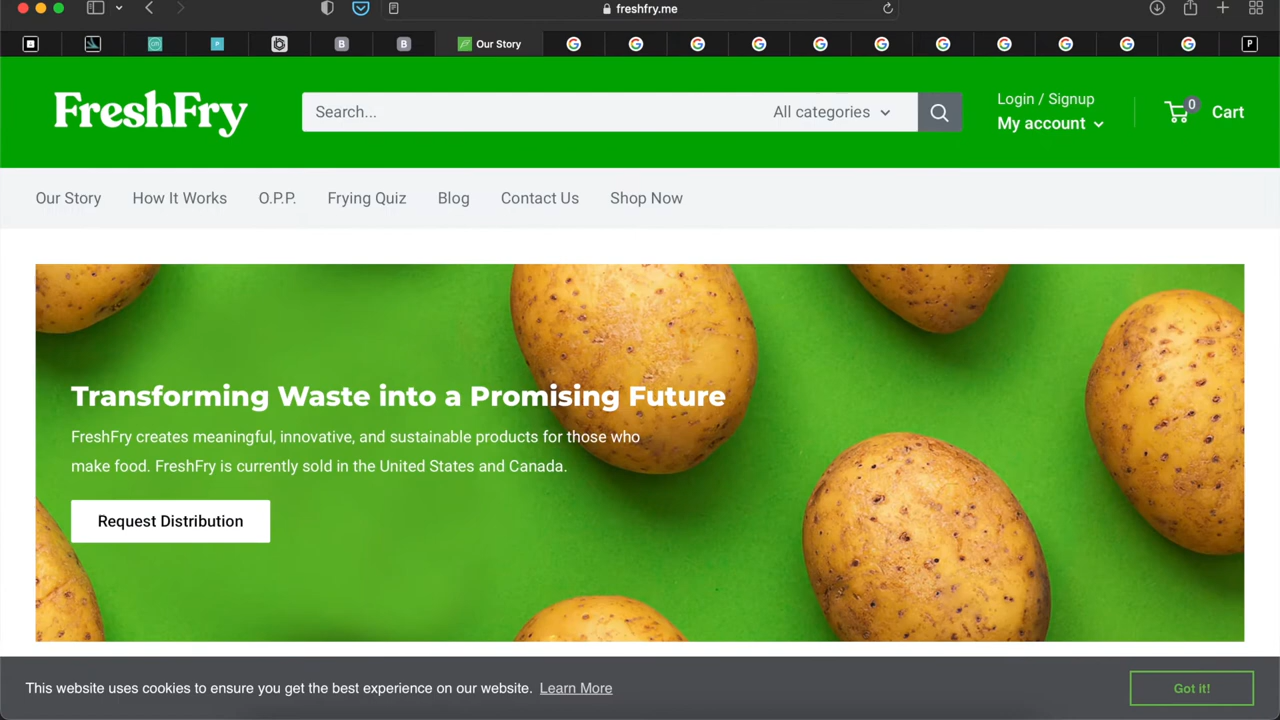 freshfry.me
Our Story
FreshFry
Search...
All categories
Login / Signup
My account
0
Cart
Our Story
How It Works
O.P.P.
Frying Quiz
Blog
Contact Us
Shop Now
Transforming Waste into a Promising Future
FreshFry creates meaningful, innovative, and sustainable products for those who
make food. FreshFry is currently sold in the United States and Canada.
Request Distribution
This website uses cookies to ensure you get the best experience on our website. Learn More
Got it!